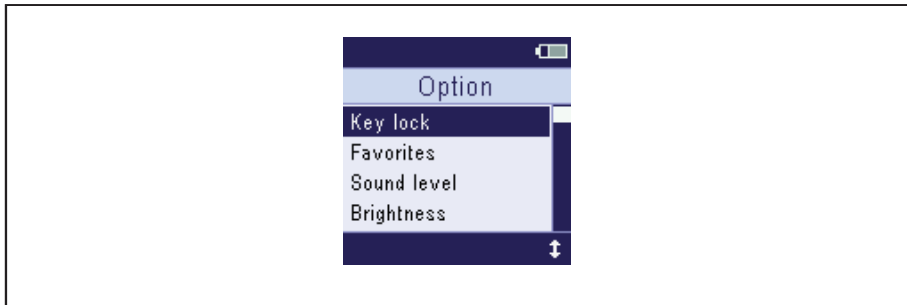 Option
Key lock
Favorites
Sound level
Brightness